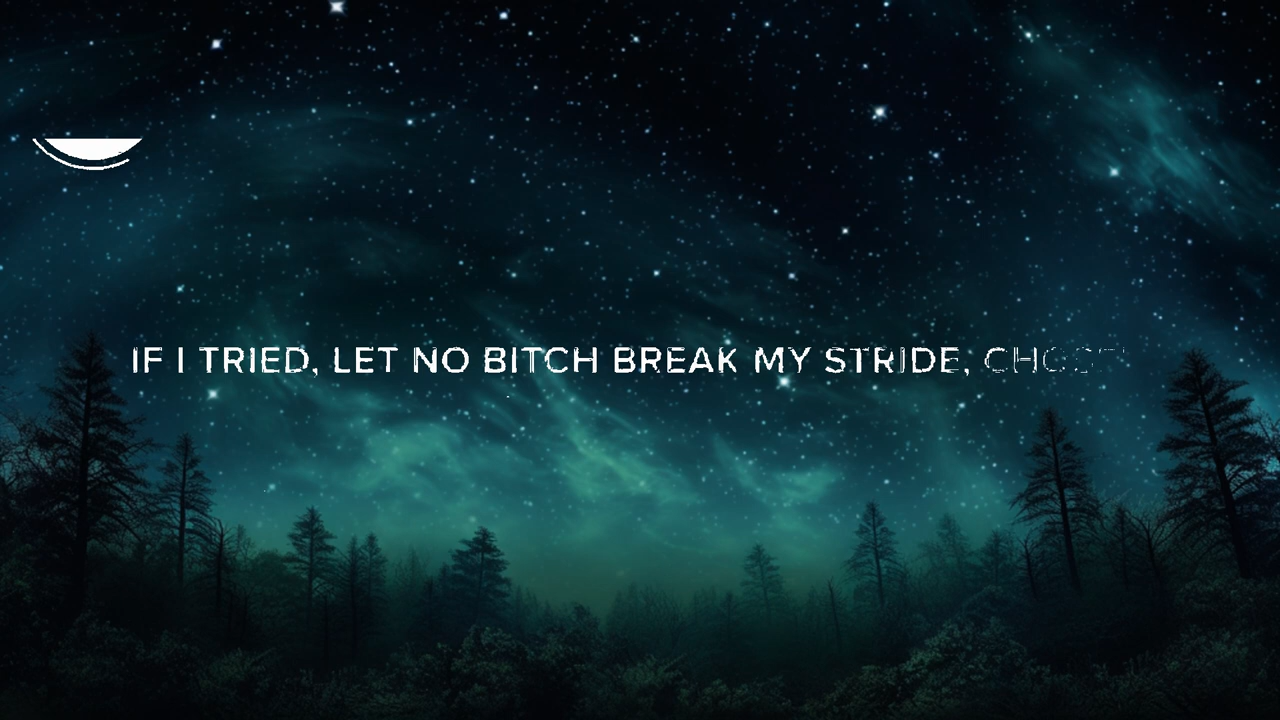 IF I TRIED, LET NO BITCH BREAK MY STRIDE,